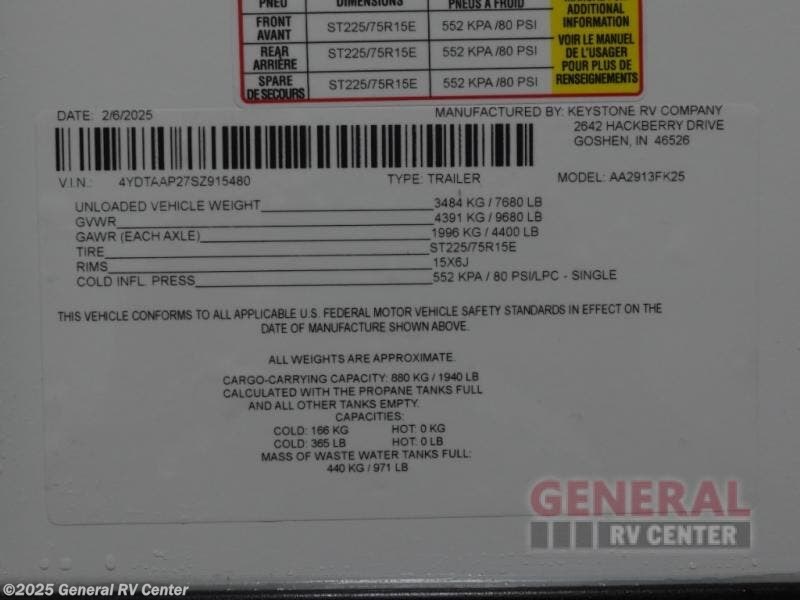 PNEU DIMENSIONS PNEUS À FROID
FRONT
AVANT ST225/75R15E 552 KPA /80 PSI
REAR
ARRIÈRE ST225/75R15E 552 KPA /80 PSI
SPARE
DE SECOURS ST225/75R15E 552 KPA /80 PSI
ADDITIONAL
INFORMATION
VOIR LE MANUEL
DE L'USAGER
POUR PLUS DE
RENSEIGNEMENTS
DATE: 2/6/2025 MANUFACTURED BY: KEYSTONE RV COMPANY
2642 HACKBERRY DRIVE
GOSHEN, IN 46526
V.I.N.: 4YDTAAP27SZ915480 TYPE: TRAILER MODEL: AA2913FK25
UNLOADED VEHICLE WEIGHT 3484 KG / 7680 LB
GVWR 4391 KG / 9680 LB
GAWR (EACH AXLE) 1996 KG / 4400 LB
TIRE ST225/75R15E
RIMS 15X6J
COLD INFL. PRESS 552 KPA / 80 PSI/LPC - SINGLE
THIS VEHICLE CONFORMS TO ALL APPLICABLE U.S. FEDERAL MOTOR VEHICLE SAFETY STANDARDS IN EFFECT ON THE
DATE OF MANUFACTURE SHOWN ABOVE.
ALL WEIGHTS ARE APPROXIMATE.
CARGO-CARRYING CAPACITY: 880 KG / 1940 LB
CALCULATED WITH THE PROPANE TANKS FULL
AND ALL OTHER TANKS EMPTY.
CAPACITIES:
COLD: 166 KG HOT: 0 KG
COLD: 365 LB HOT: 0 LB
MASS OF WASTE WATER TANKS FULL:
440 KG / 971 LB
GENERAL
RV CENTER
©2025 General RV Center